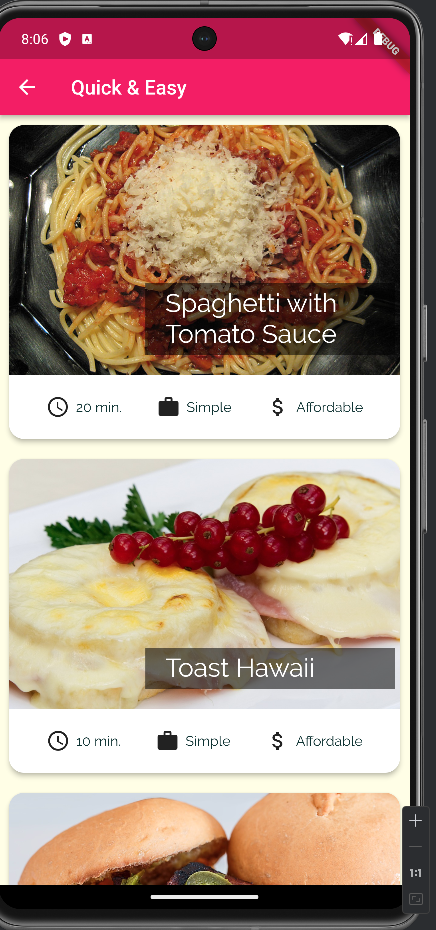 8:06
A
DEBUG
Quick & Easy
Spaghetti with
Tomato Sauce
20 min.
Simple
Affordable
Toast Hawaii
10 min.
Simple
Affordable
1:1